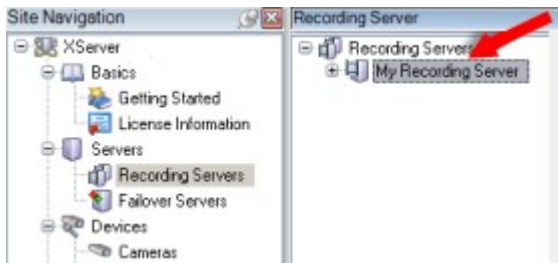 Site Navigation
XServer
Basics
Getting Started
License Information
Servers
Recording Servers
Failover Servers
Devices
Cameras
Recording Server
Recording Servers
My Recording Server